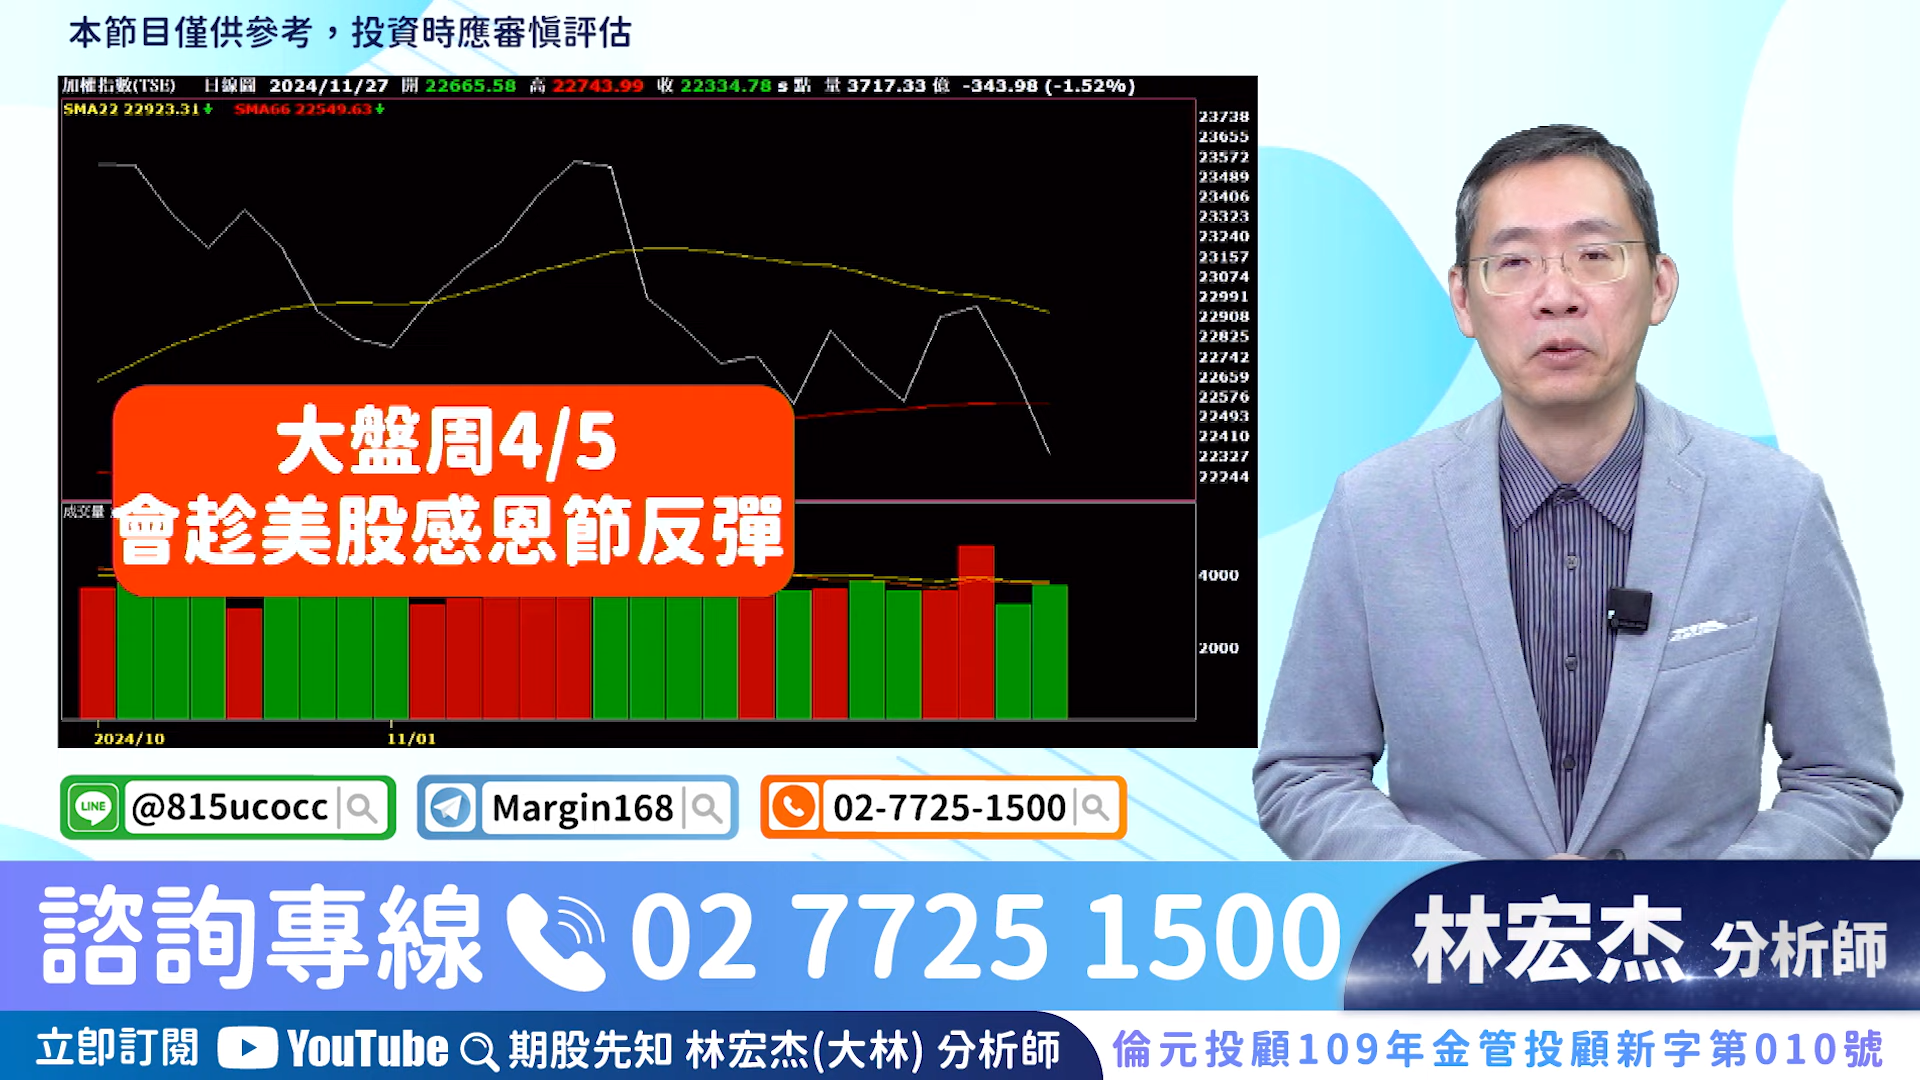 本節目僅供參考，投資時應審慎評估
加權指數(TSE) 日線圖 2024/11/27 開 22665.58 高 22743.99 收 22334.78 s 點 量 3717.33 億 -343.98 (-1.52%)
SMA22 22923.31↓ SMA66 22549.63↓
23738
23655
23572
23489
23406
23323
23240
23157
23074
22991
22908
22825
22742
22659
22576
22493
22410
22327
22244
大盤周4/5
會趁美股感恩節反彈
成交量
4000
2000
2024/10 11/01
LINE @815ucocc
Margin168
02-7725-1500
諮詢專線 02 7725 1500
林宏杰 分析師
立即訂閱 YouTube 期股先知 林宏杰(大林) 分析師
倫元投顧109年金管投顧新字第010號